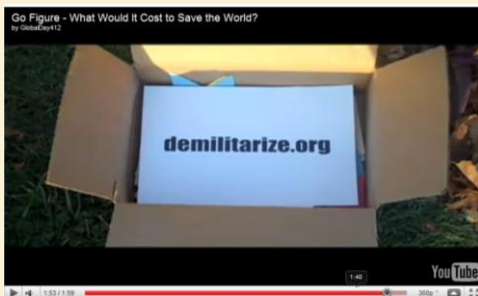 Go Figure - What Would It Cost to Save the World?
by GlobalDay412
demilitarize.org
YouTube
1:48
1:53 / 1:59
360p